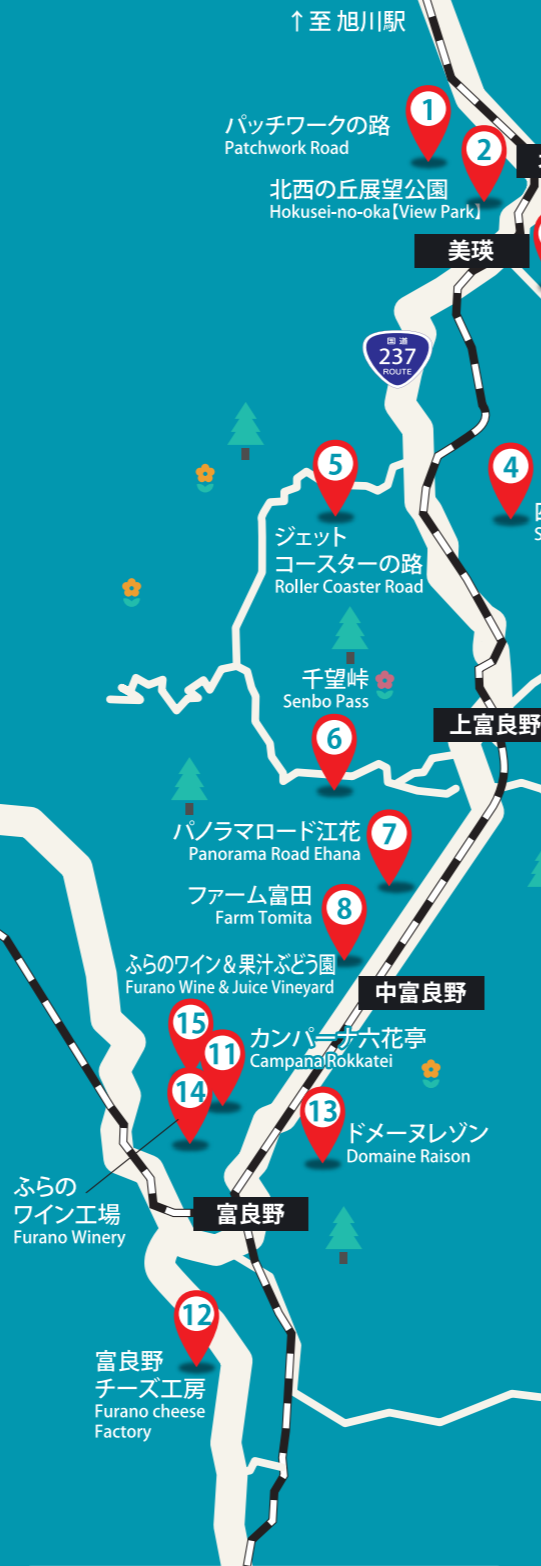 ↑至 旭川駅
1
パッチワークの路
Patchwork Road
2
北西の丘展望公園
Hokusei-no-oka【View Park】
美瑛
国道
237
ROUTE
5
4
ジェット
コースターの路
Roller Coaster Road
千望峠
Senbo Pass
上富良野
6
7
パノラマロード江花
Panorama Road Ehana
8
ファーム富田
Farm Tomita
ふらのワイン&果汁ぶどう園
Furano Wine & Juice Vineyard
中富良野
15
11
カンパーナ六花亭
Campana Rokkatei
14
13
ドメーヌレゾン
Domaine Raison
ふらの
ワイン工場
Furano Winery
富良野
12
富良野
チーズ工房
Furano cheese
Factory